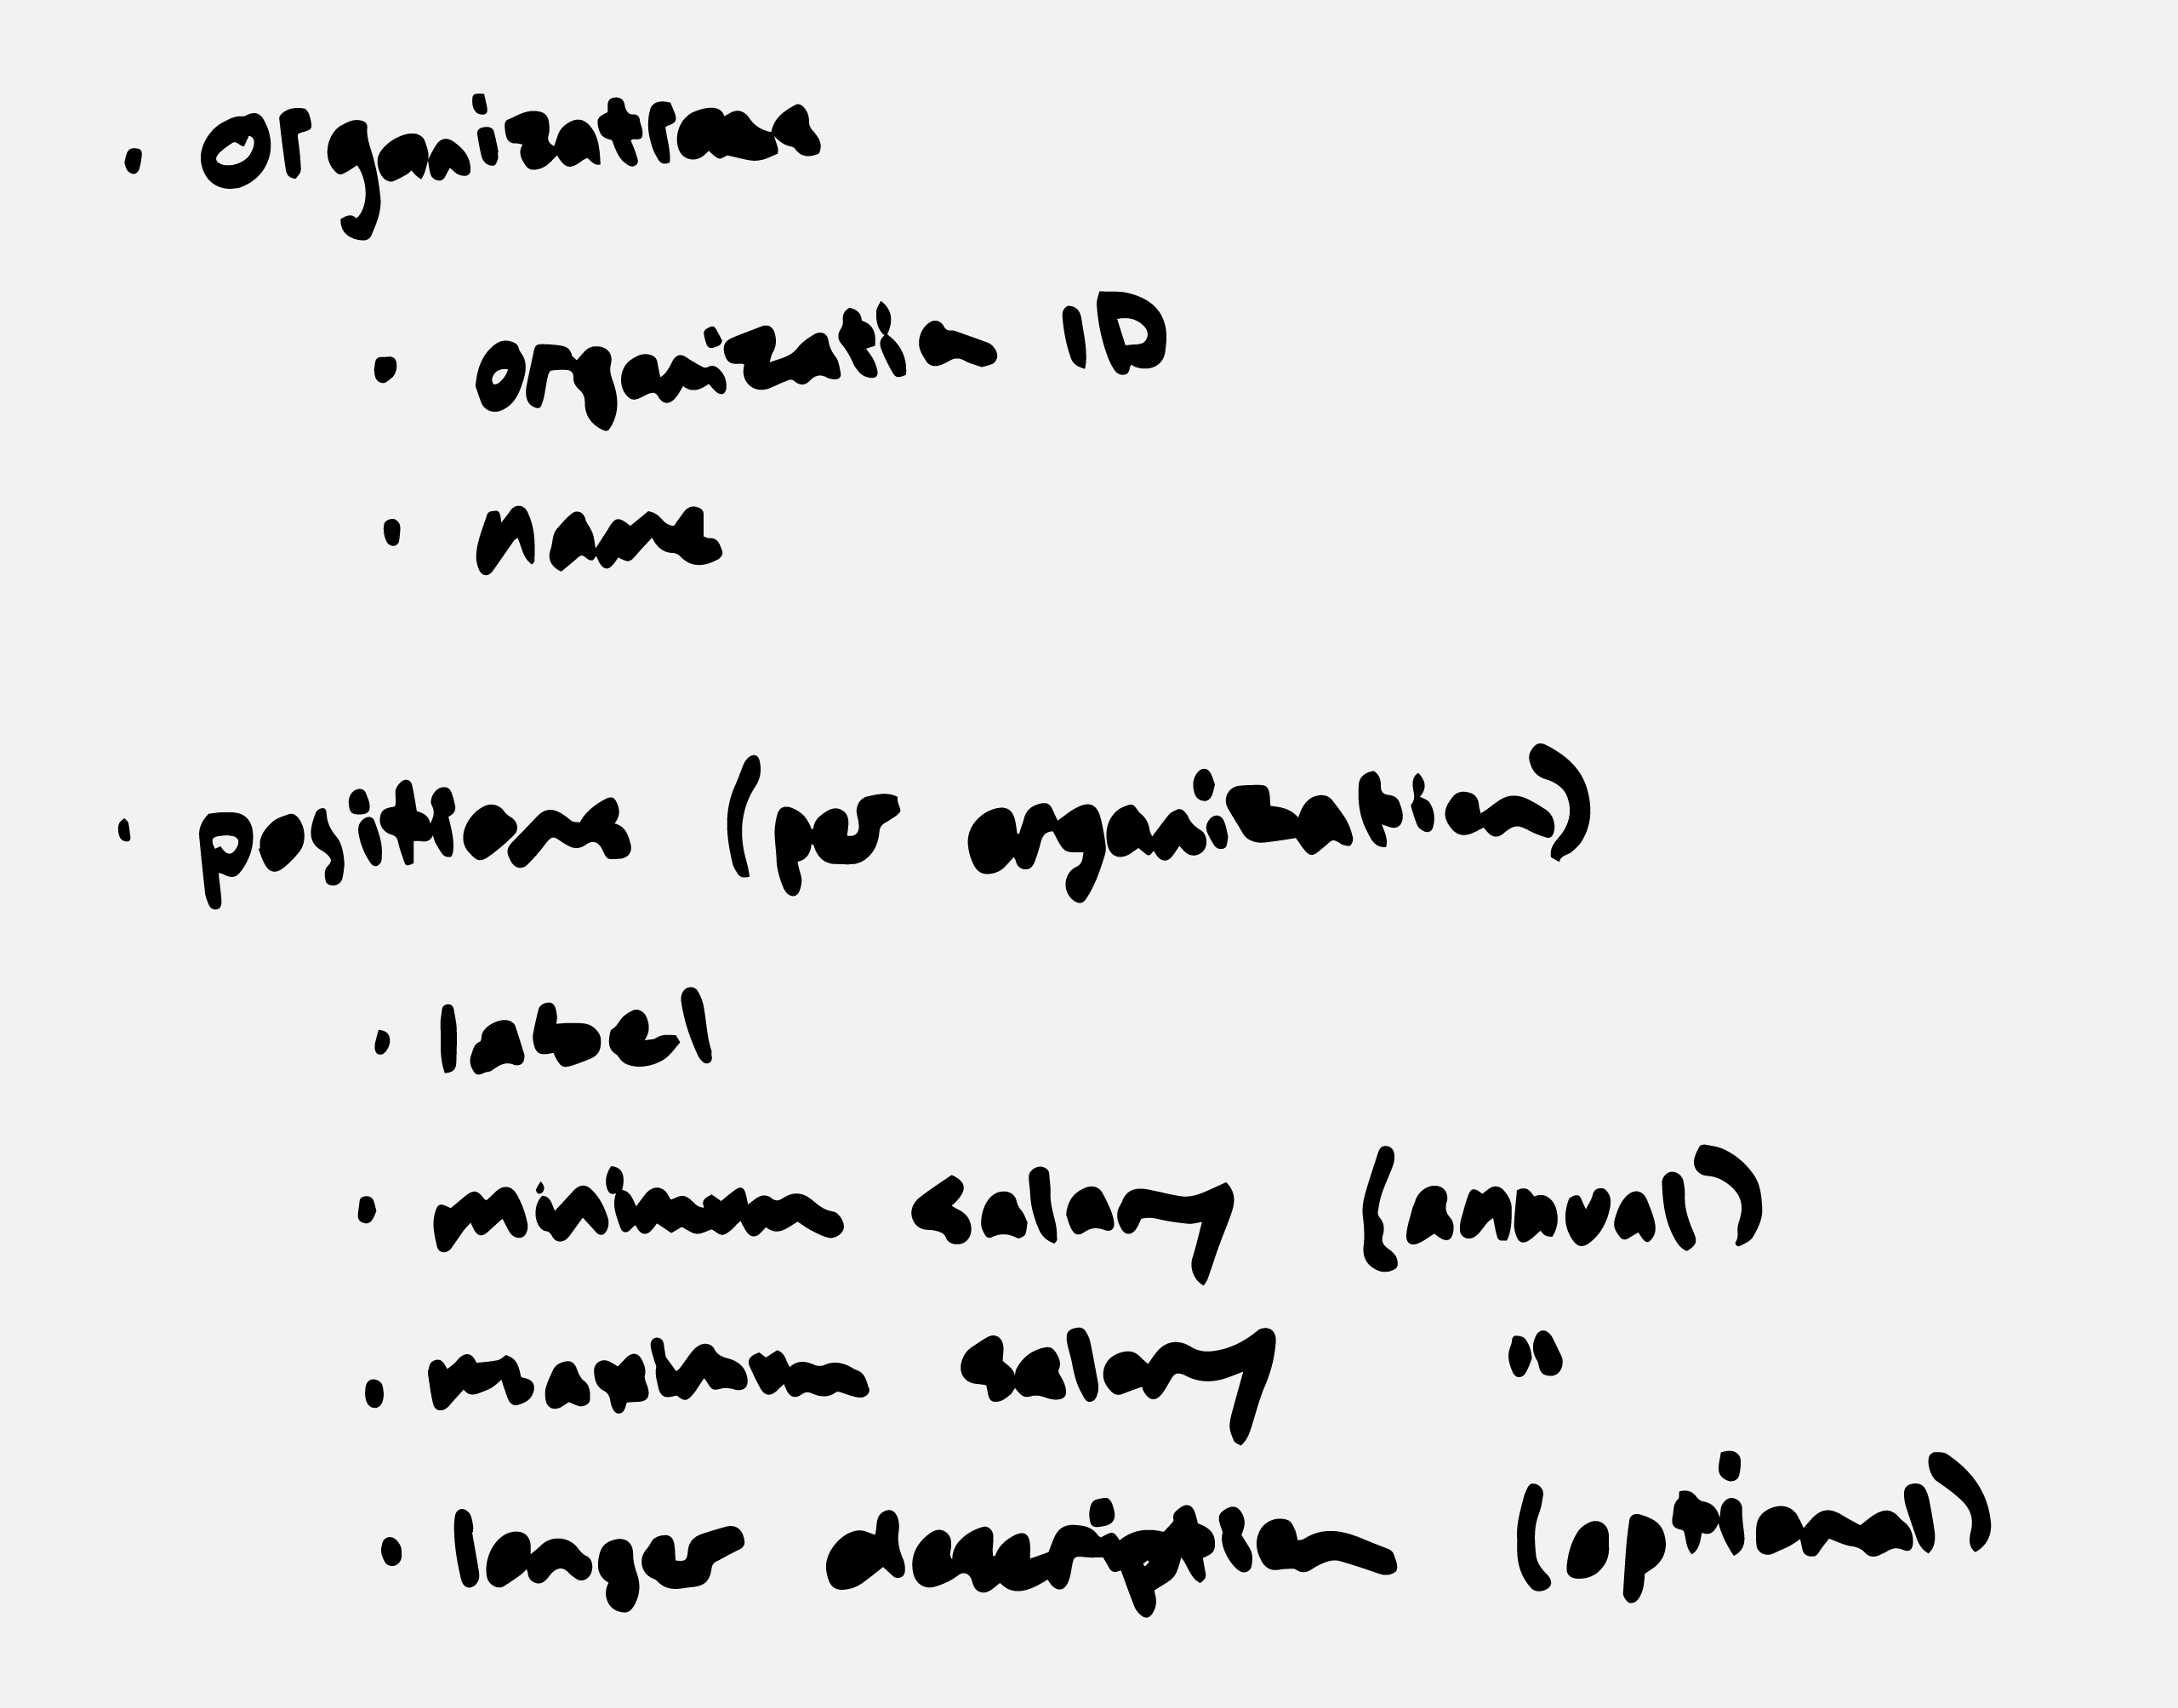 · Organizations
· organization ID
· name
· positions (per organization)
· label
· minimum salary (annual)
· maximum salary "
· longer description (optional)